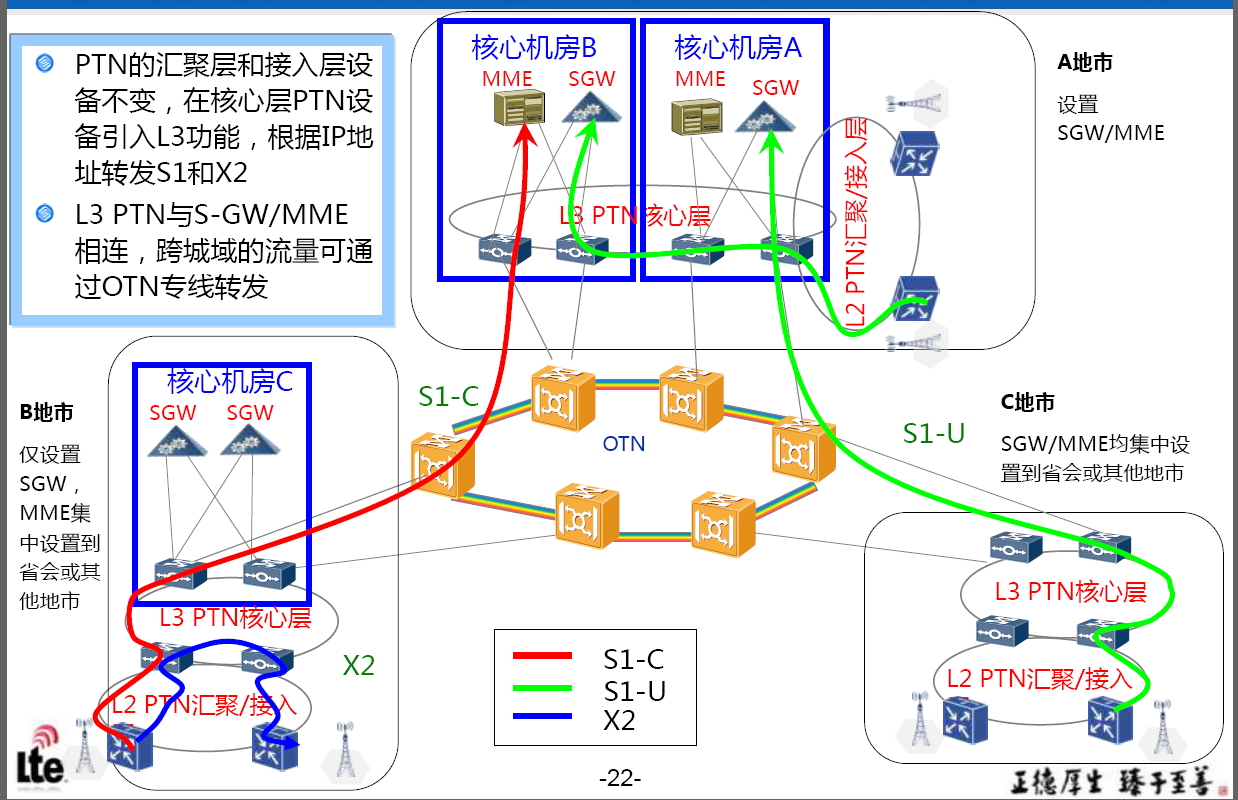 PTN的汇聚层和接入层设
备不变，在核心层PTN设
备引入L3功能，根据IP地
址转发S1和X2
L3 PTN与S-GW/MME
相连，跨城域的流量可通
过OTN专线转发
核心机房B
MME
SGW
核心机房A
MME
SGW
L3 PTN 核心层
L2 PTN汇聚/接入层
A地市
设置
SGW/MME
B地市
仅设置
SGW，
MME集
中设置到
省会或其
他地市
核心机房C
SGW
SGW
L3 PTN核心层
L2 PTN汇聚/接入
X2
S1-C
OTN
S1-U
C地市
SGW/MME均集中设
置到省会或其他地市
L3 PTN核心层
L2 PTN汇聚/接入
S1-C
S1-U
X2
lte
-22-
正德厚生 臻于至善